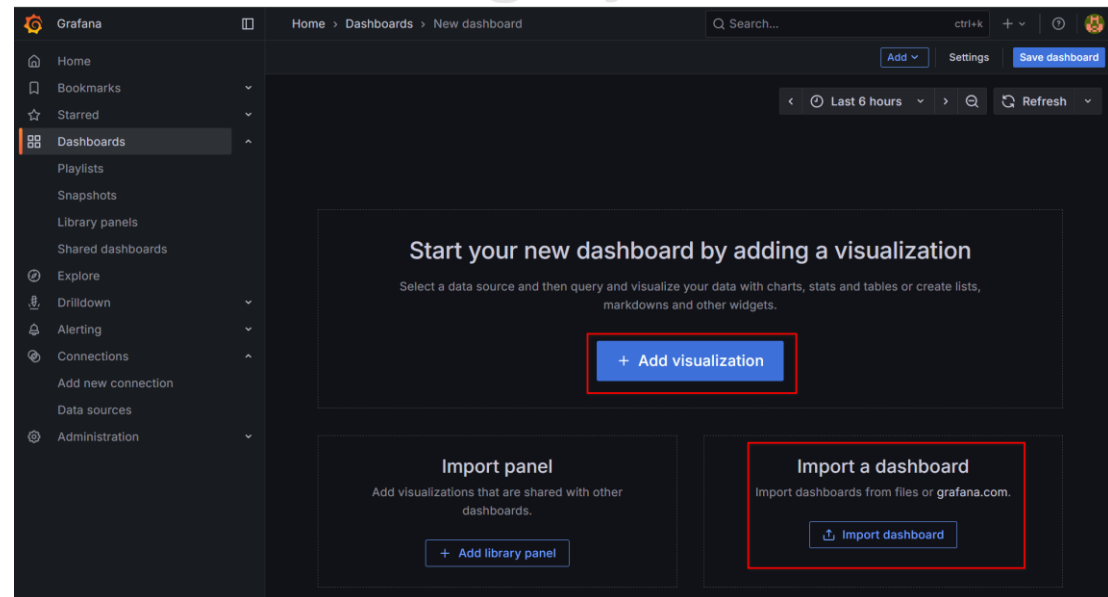 Grafana
Home › Dashboards › New dashboard
Search...
ctrl+k
Add
Settings
Save dashboard
Last 6 hours
Refresh
Home
Bookmarks
Starred
Dashboards
Playlists
Snapshots
Library panels
Shared dashboards
Explore
Drilldown
Alerting
Connections
Add new connection
Data sources
Administration
Start your new dashboard by adding a visualization
Select a data source and then query and visualize your data with charts, stats and tables or create lists,
markdowns and other widgets.
+ Add visualization
Import panel
Add visualizations that are shared with other
dashboards.
+ Add library panel
Import a dashboard
Import dashboards from files or grafana.com.
Import dashboard